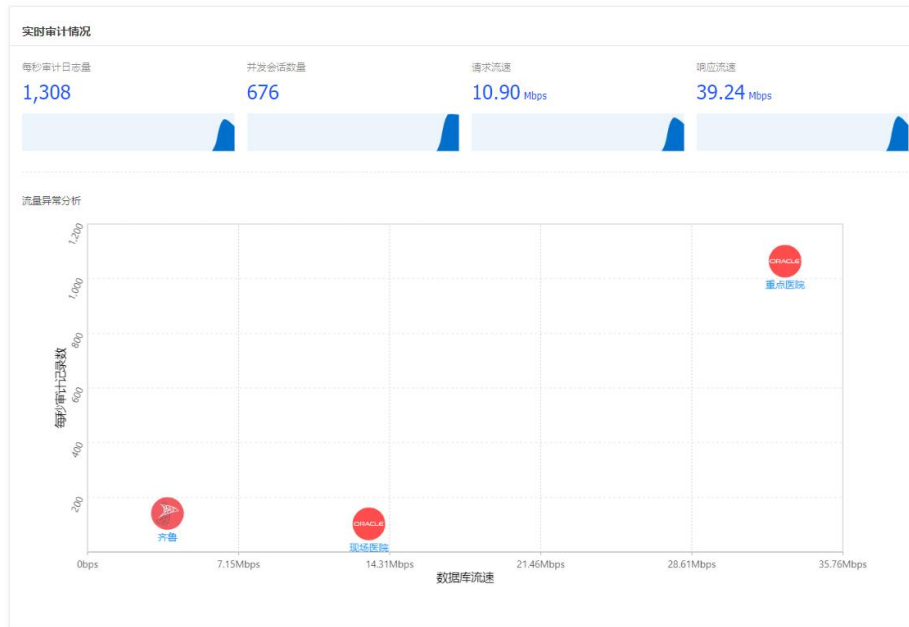 实时审计情况
每秒审计日志量 并发会话数量 请求流速 响应流速
1,308 676 10.90 Mbps 39.24 Mbps
流量异常分析
1,200
1,000
800
600
400
200
每秒审计记录数
ORACLE
重点医院
齐鲁
ORACLE
现场医院
0bps 7.15Mbps 14.31Mbps 21.46Mbps 28.61Mbps 35.76Mbps
数据库流速